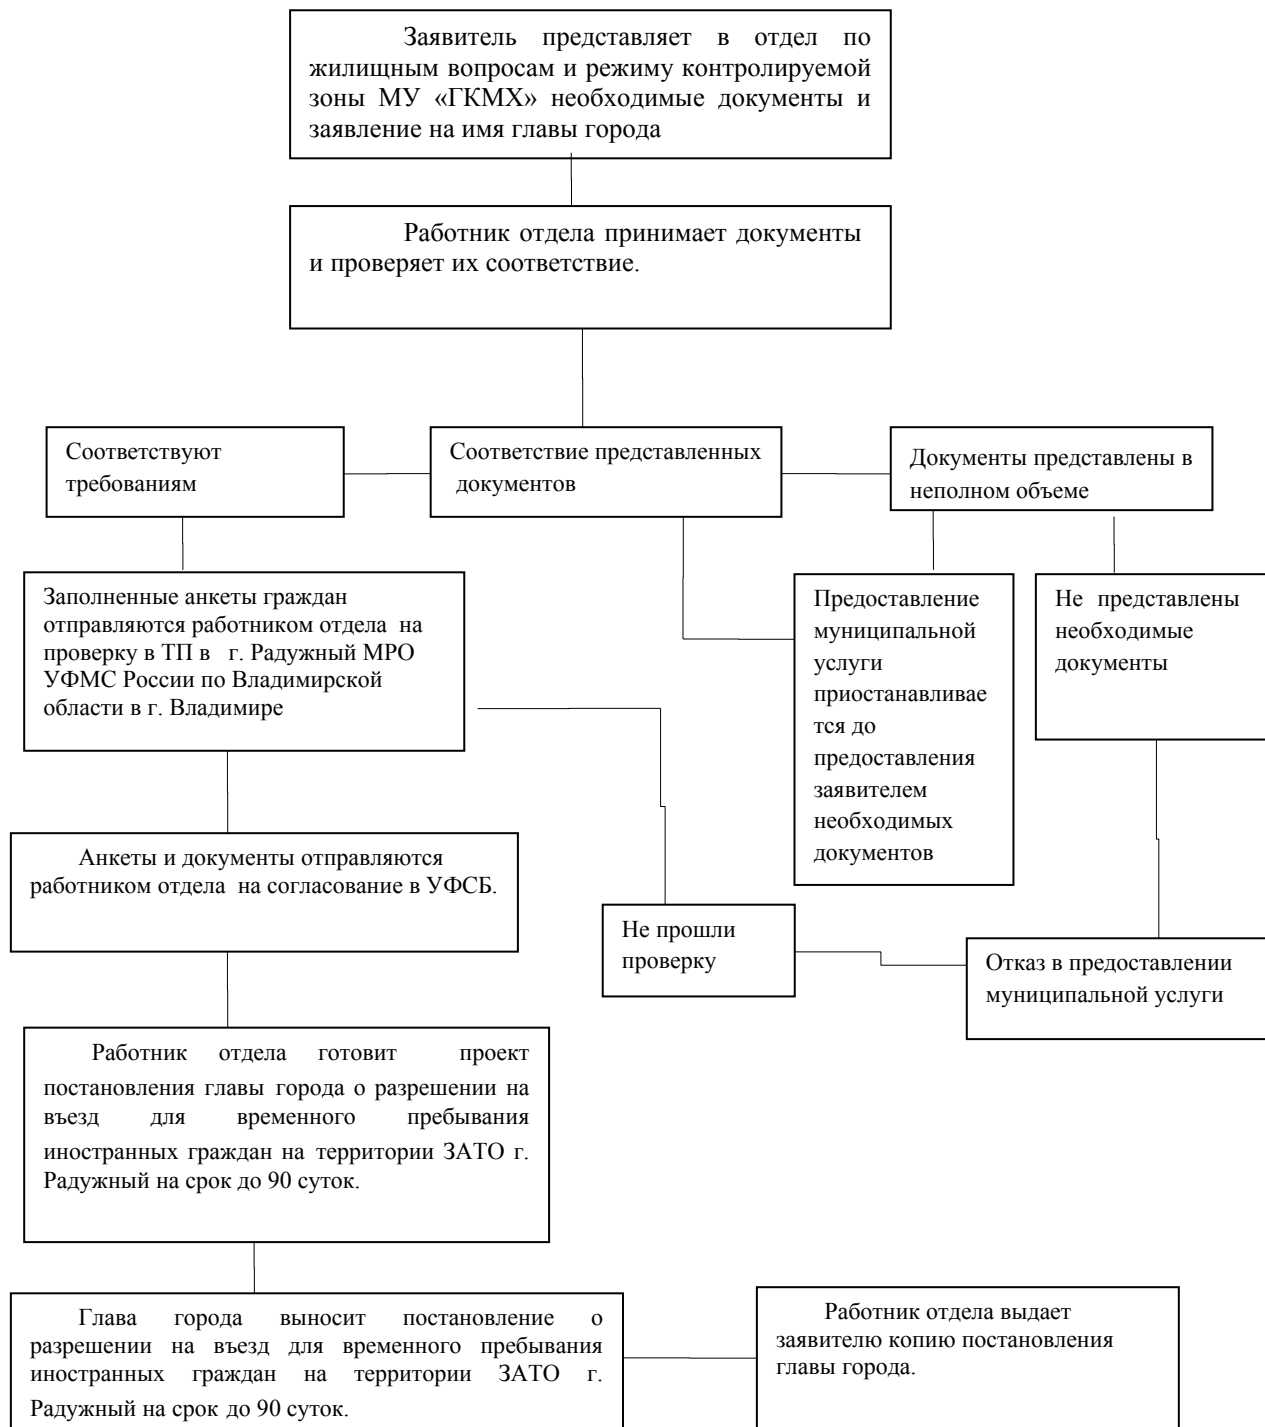 Заявитель представляет в отдел по
жилищным вопросам и режиму контролируемой
зоны МУ «ГКМХ» необходимые документы и
заявление на имя главы города
Работник отдела принимает документы
и проверяет их соответствие.
Соответствуют
требованиям
Соответствие представленных
документов
Документы представлены в
неполном объеме
Заполненные анкеты граждан
отправляются работником отдела на
проверку в ТП в г. Радужный МРО
УФМС России по Владимирской
области в г. Владимире
Предоставление
муниципальной
услуги
приостанавливае
тся до
предоставления
заявителем
необходимых
документов
Не представлены
необходимые
документы
Анкеты и документы отправляются
работником отдела на согласование в УФСБ.
Не прошли
проверку
Отказ в предоставлении
муниципальной услуги
Работник отдела готовит проект
постановления главы города о разрешении на
въезд для временного пребывания
иностранных граждан на территории ЗАТО г.
Радужный на срок до 90 суток.
Глава города выносит постановление о
разрешении на въезд для временного пребывания
иностранных граждан на территории ЗАТО г.
Радужный на срок до 90 суток.
Работник отдела выдает
заявителю копию постановления
главы города.